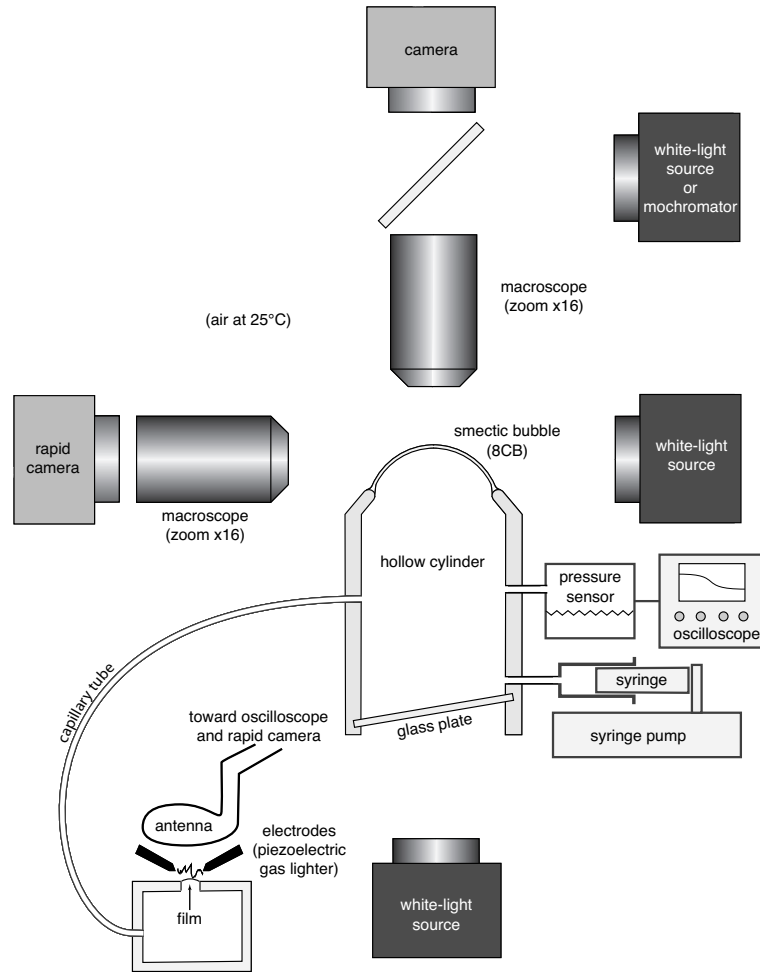 camera
white-light
source
or
mochromator
macroscope
(zoom x16)
(air at 25°C)
smectic bubble
(8CB)
rapid
camera
white-light
source
macroscope
(zoom x16)
hollow cylinder
pressure
sensor
oscilloscope
capillary tube
syringe
glass plate
toward oscilloscope
and rapid camera
syringe pump
antenna
electrodes
(piezoelectric
gas lighter)
film
white-light
source